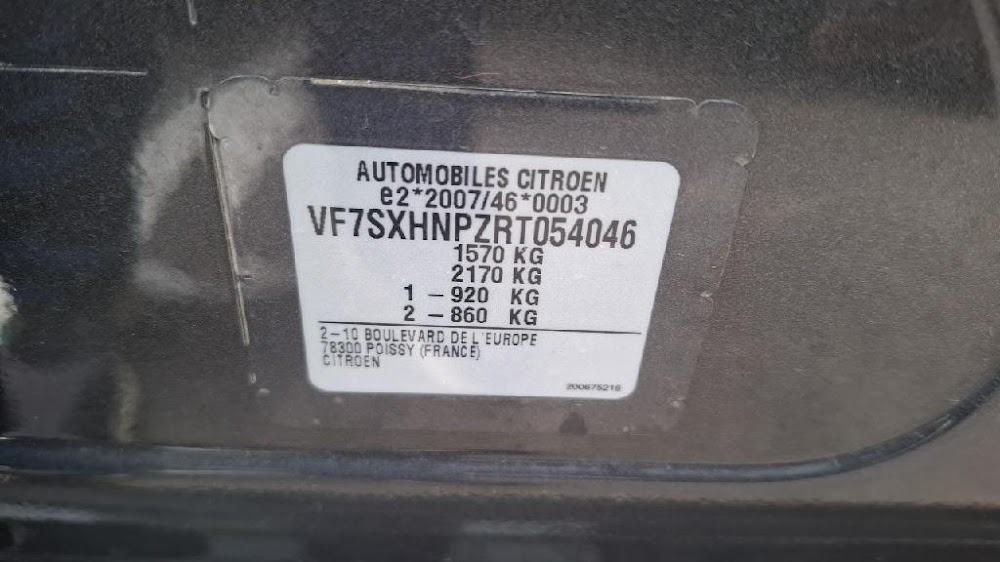 AUTOMOBILES CITROEN
e2*2007/46*0003
VF7SXHNPZRT054046
1570 KG
2170 KG
1 – 920 KG
2 – 860 KG
2–10 BOULEVARD DE L'EUROPE
78300 POISSY (FRANCE)
CITROEN
200675216